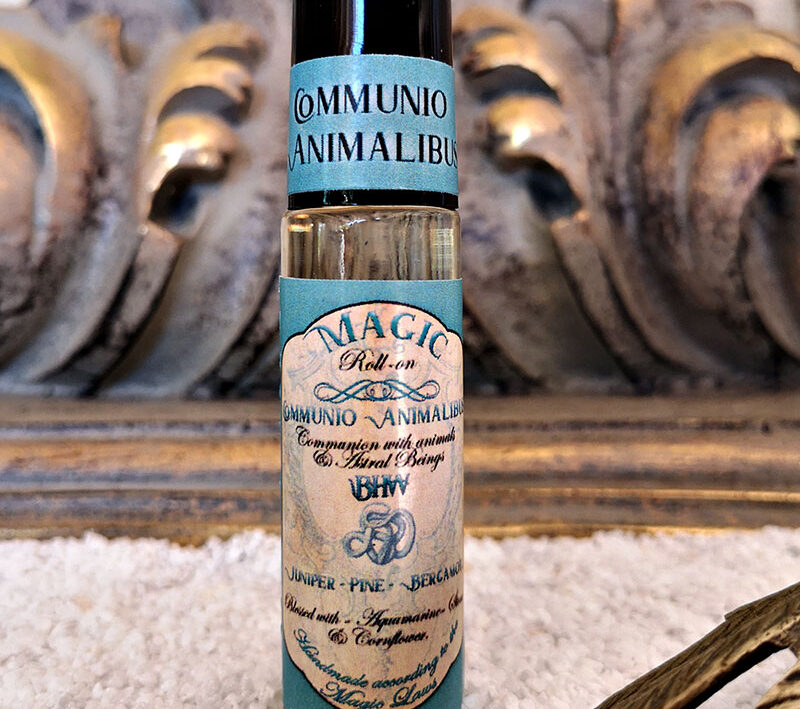 COMMUNIO
ANIMALIBUS
MAGIC
Roll-on
COMMUNIO ANIMALIBUS
Communion with animals
& Astral Beings
BHW
JUNIPER - PINE - BERGAMOT
Blessed with - Aquamarine -
& Cornflower.
Handmade according to the
Magic Laws